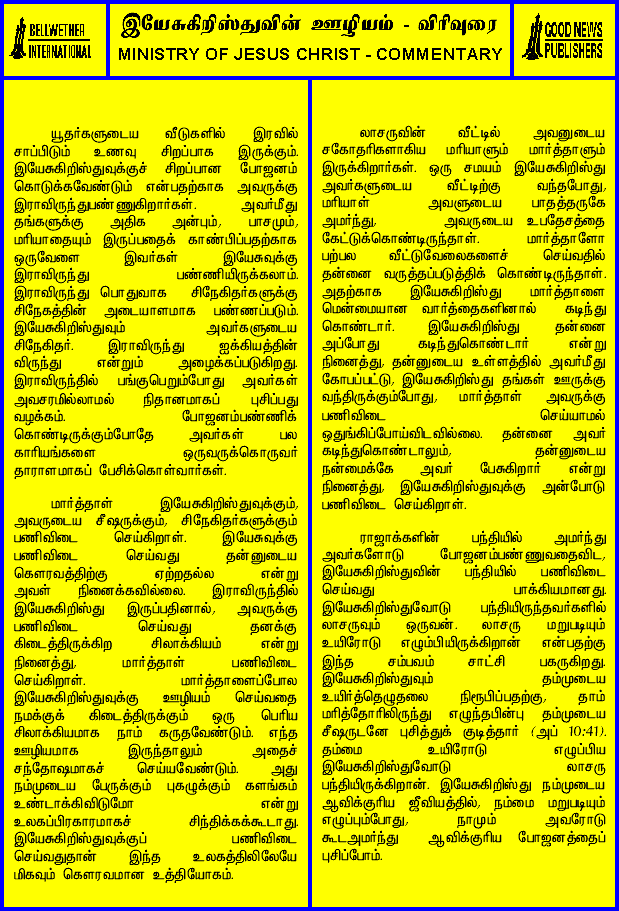 BELLWETHER
INTERNATIONAL
இயேசுகிறிஸ்துவின் ஊழியம் - விரிவுரை
MINISTRY OF JESUS CHRIST - COMMENTARY
GOOD NEWS
PUBLISHERS
யூதர்களுடைய வீடுகளில் இரவில்
சாப்பிடும் உணவு சிறப்பாக இருக்கும்.
இயேசுகிறிஸ்துவுக்குச் சிறப்பான போஜனம்
கொடுக்கவேண்டும் என்பதற்காக அவருக்கு
இராவிருந்துபண்ணுகிறார்கள். அவர்மீது
தங்களுக்கு அதிக அன்பும், பாசமும்,
மரியாதையும் இருப்பதைக் காண்பிப்பதற்காக
ஒருவேளை இவர்கள் இயேசுவுக்கு
இராவிருந்து பண்ணியிருக்கலாம்.
இராவிருந்து பொதுவாக சிநேகிதர்களுக்கு
சிநேகத்தின் அடையாளமாக பண்ணப்படும்.
இயேசுகிறிஸ்துவும் அவர்களுடைய
சிநேகிதர். இராவிருந்து ஐக்கியத்தின்
விருந்து என்றும் அழைக்கப்படுகிறது.
இராவிருந்தில் பங்குபெறும்போது அவர்கள்
அவசரமில்லாமல் நிதானமாகப் புசிப்பது
வழக்கம். போஜனம்பண்ணிக்
கொண்டிருக்கும்போதே அவர்கள் பல
காரியங்களை ஒருவருக்கொருவர்
தாராளமாகப் பேசிக்கொள்வார்கள்.
மார்த்தாள் இயேசுகிறிஸ்துவுக்கும்,
அவருடைய சீஷருக்கும், சிநேகிதர்களுக்கும்
பணிவிடை செய்கிறாள். இயேசுவுக்கு
பணிவிடை செய்வது தன்னுடைய
கௌரவத்திற்கு ஏற்றதல்ல என்று
அவள் நினைக்கவில்லை. இராவிருந்தில்
இயேசுகிறிஸ்து இருப்பதினால், அவருக்கு
பணிவிடை செய்வது தனக்கு
கிடைத்திருக்கிற சிலாக்கியம் என்று
நினைத்து, மார்த்தாள் பணிவிடை
செய்கிறாள். மார்த்தாளைப்போல
இயேசுகிறிஸ்துவுக்கு ஊழியம் செய்வதை
நமக்குக் கிடைத்திருக்கும் ஒரு பெரிய
சிலாக்கியமாக நாம் கருதவேண்டும். எந்த
ஊழியமாக இருந்தாலும் அதைச்
சந்தோஷமாகச் செய்யவேண்டும். அது
நம்முடைய பேருக்கும் புகழுக்கும் களங்கம்
உண்டாக்கிவிடுமோ என்று
உலகப்பிரகாரமாகச் சிந்திக்கக்கூடாது.
இயேசுகிறிஸ்துவுக்குப் பணிவிடை
செய்வதுதான் இந்த உலகத்திலிலேயே
மிகவும் கௌரவமான உத்தியோகம்.
லாசருவின் வீட்டில் அவனுடைய
சகோதரிகளாகிய மரியாளும் மார்த்தாளும்
இருக்கிறார்கள். ஒரு சமயம் இயேசுகிறிஸ்து
அவர்களுடைய வீட்டிற்கு வந்தபோது,
மரியாள் அவளுடைய பாதத்தருகே
அமர்ந்து, அவருடைய உபதேசத்தை
கேட்டுக்கொண்டிருந்தாள். மார்த்தாளோ
பற்பல வீட்டுவேலைகளைச் செய்வதில்
தன்னை வருத்தப்படுத்திக் கொண்டிருந்தாள்.
அதற்காக இயேசுகிறிஸ்து மார்த்தாளை
மென்மையான வார்த்தைகளினால் கடிந்து
கொண்டார். இயேசுகிறிஸ்து தன்னை
அப்போது கடிந்துகொண்டார் என்று
நினைத்து, தன்னுடைய உள்ளத்தில் அவர்மீது
கோபப்பட்டு, இயேசுகிறிஸ்து தங்கள் ஊருக்கு
வந்திருக்கும்போது, மார்த்தாள் அவருக்கு
பணிவிடை செய்யாமல்
ஒதுங்கிப்போய்விடவில்லை. தன்னை அவர்
கடிந்துகொண்டாலும், தன்னுடைய
நன்மைக்கே அவர் பேசுகிறார் என்று
நினைத்து, இயேசுகிறிஸ்துவுக்கு அன்போடு
பணிவிடை செய்கிறாள்.
ராஜாக்களின் பந்தியில் அமர்ந்து
அவர்களோடு போஜனம்பண்ணுவதைவிட,
இயேசுகிறிஸ்துவின் பந்தியில் பணிவிடை
செய்வது பாக்கியமானது.
இயேசுகிறிஸ்துவோடு பந்தியிருந்தவர்களில்
லாசருவும் ஒருவன். லாசரு மறுபடியும்
உயிரோடு எழும்பியிருக்கிறான் என்பதற்கு
இந்த சம்பவம் சாட்சி பகருகிறது.
இயேசுகிறிஸ்துவும் தம்முடைய
உயிர்த்தெழுதலை நிரூபிப்பதற்கு, தாம்
மரித்தோரிலிருந்து எழுந்தபின்பு தம்முடைய
சீஷருடனே புசித்துக் குடித்தார் (அப் 10:41).
தம்மை உயிரோடு எழுப்பிய
இயேசுகிறிஸ்துவோடு லாசரு
பந்தியிருக்கிறான். இயேசுகிறிஸ்து நம்முடைய
ஆவிக்குரிய ஜீவியத்தில், நம்மை மறுபடியும்
எழுப்பும்போது, நாமும் அவரோடு
கூடஅமர்ந்து ஆவிக்குரிய போஜனத்தைப்
புசிப்போம்.